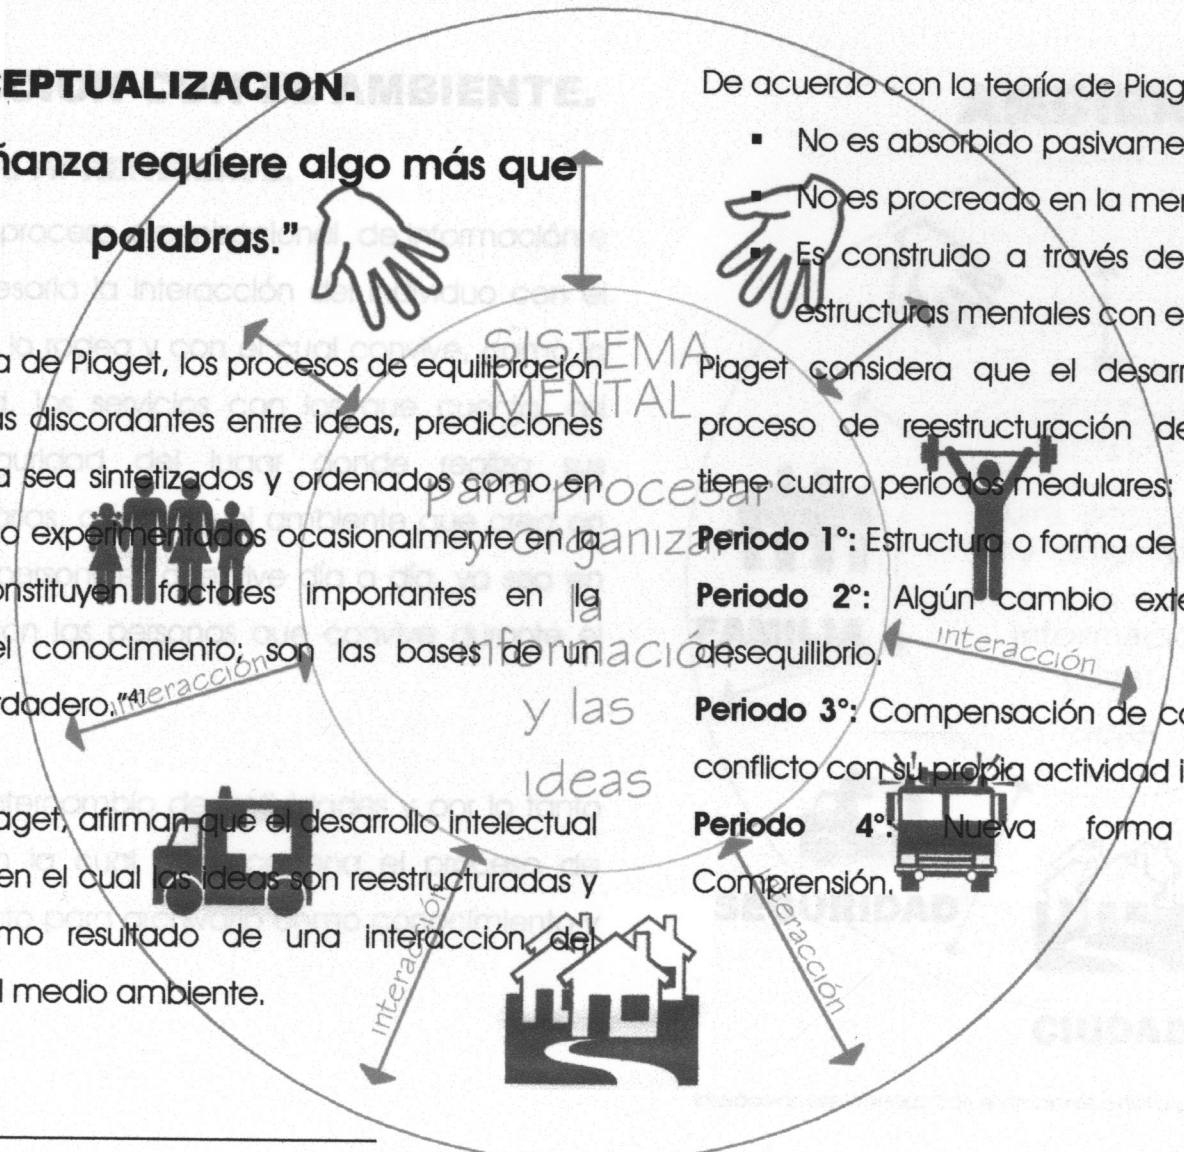 CEPTUALIZACION.
ñanza requiere algo más que
palabras.”
a de Piaget, los procesos de equilibración
as discordantes entre ideas, predicciones
a sea sintetizados y ordenados como en
o experimentados ocasionalmente en la
onstituyen factores importantes en la
el conocimiento; son las bases de un
rdadero.”41
aget, afirman que el desarrollo intelectual
en el cual las ideas son reestructuradas y
mo resultado de una interacción del
l medio ambiente.
SISTEMA
MENTAL
para procesar
y organizar
la
información
y las
ideas
interacción
interacción
interacción
interacción
De acuerdo con la teoría de Piag
▪ No es absorbido pasivame
▪ No es procreado en la men
▪ Es construido a través de
estructuras mentales con e
Piaget considera que el desarr
proceso de reestructuración de
tiene cuatro periodos medulares:
Periodo 1°: Estructura o forma de
Periodo 2°: Algún cambio exte
desequilibrio.
Periodo 3°: Compensación de co
conflicto con su propia actividad i
Periodo 4°: Nueva forma
Comprensión.
AMBIENTE.
FAMILIA
SEGURIDAD
CIUDAD